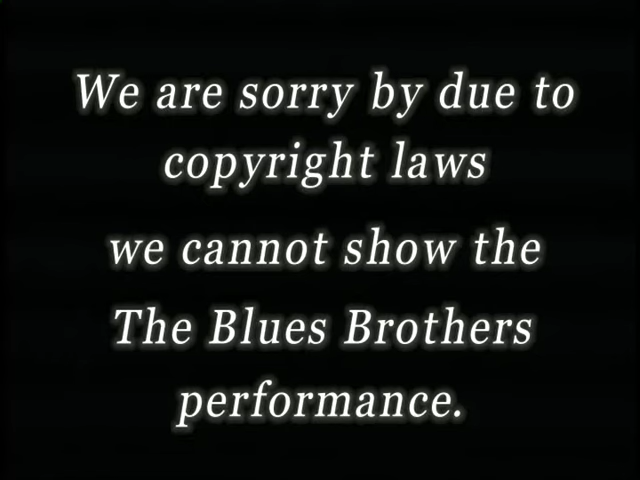 We are sorry by due to
copyright laws
we cannot show the
The Blues Brothers
performance.